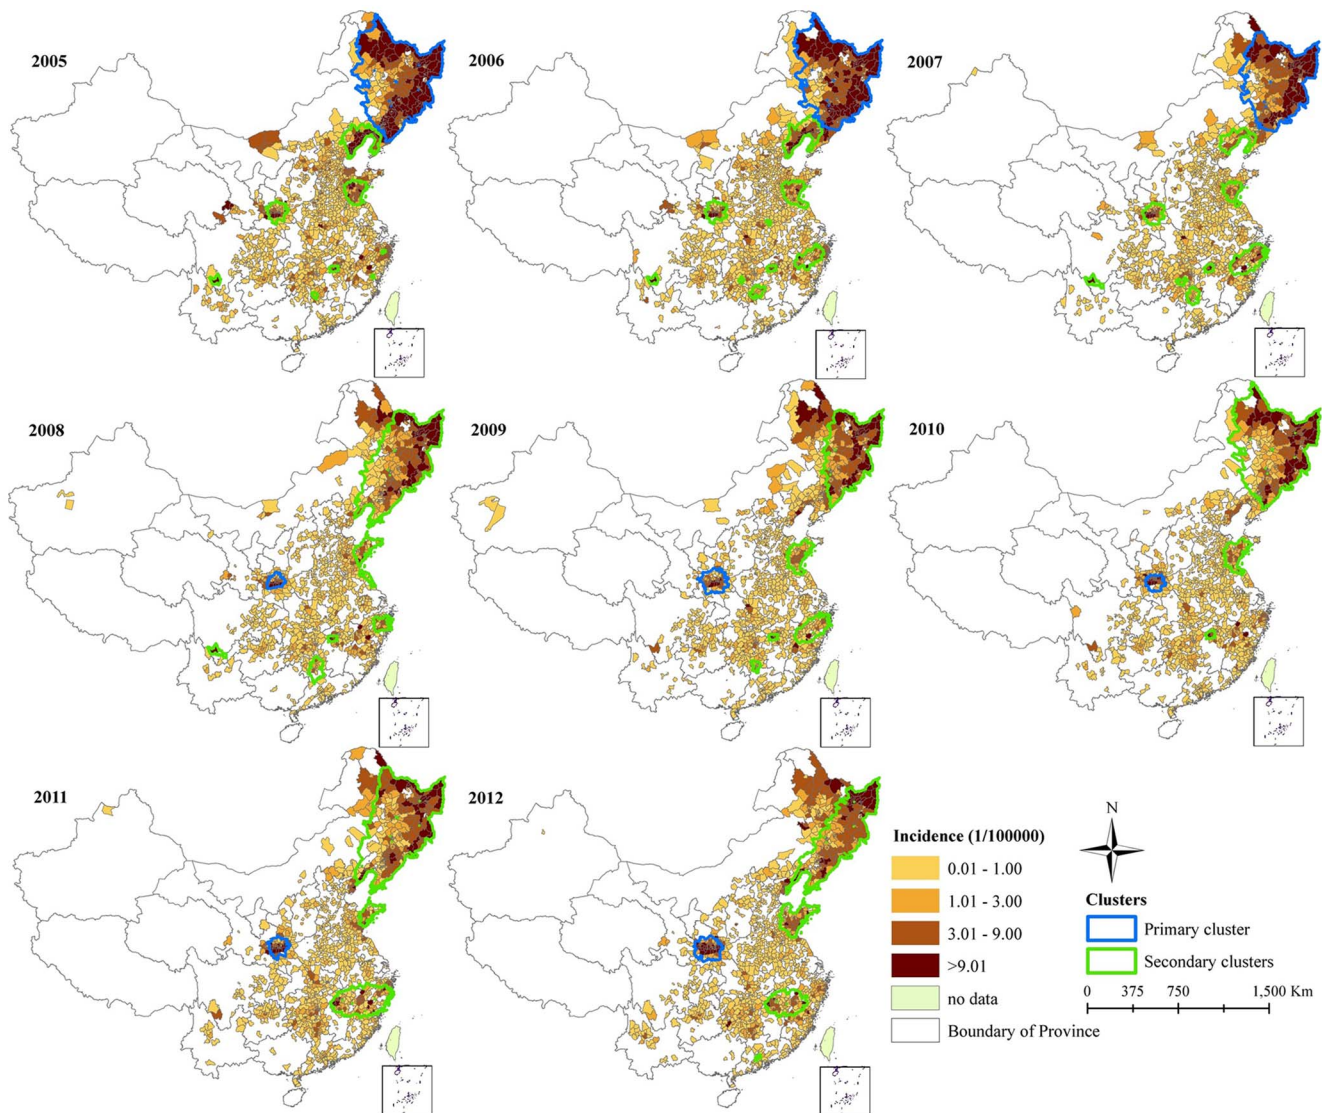 2005
2006
2007
2008
2009
2010
2011
2012
Incidence (1/100000)
0.01 - 1.00
1.01 - 3.00
3.01 - 9.00
>9.01
no data
Boundary of Province
N
Clusters
Primary cluster
Secondary clusters
0 375 750 1,500 Km